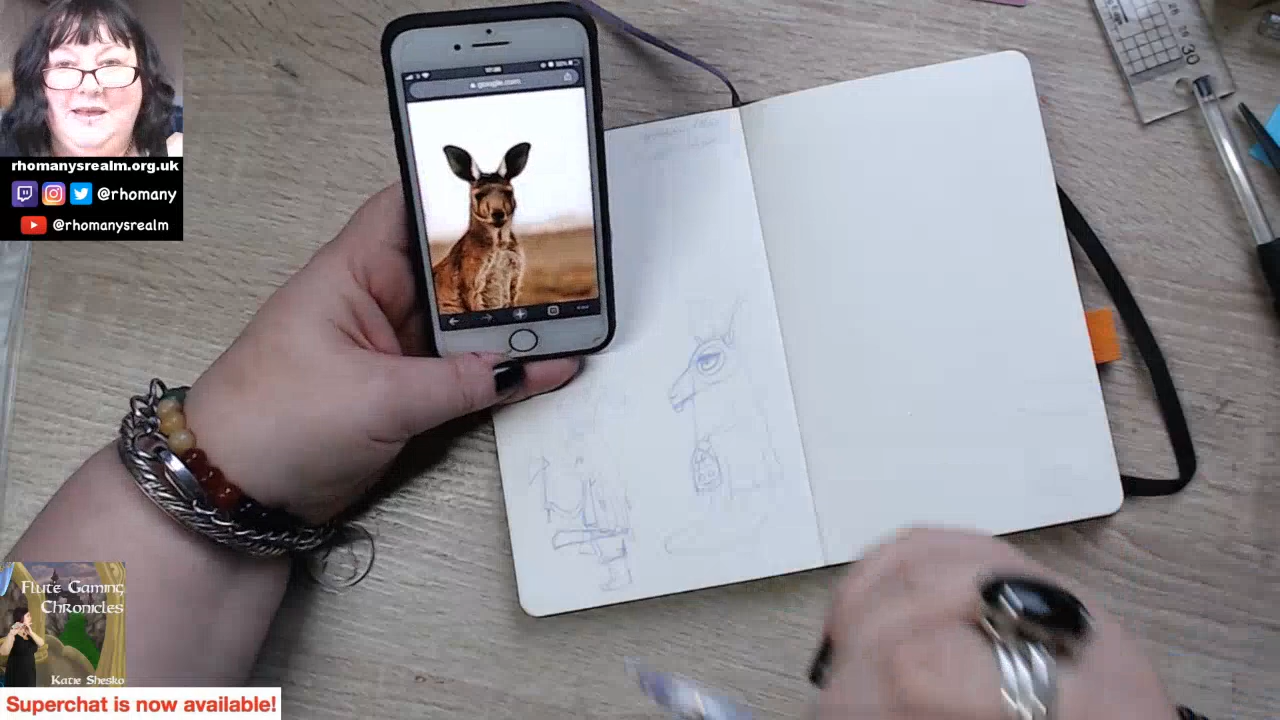 google.com
rhomanysrealm.org.uk
@rhomany
@rhomanysrealm
Flute Gaming
Chronicles
Katie Shesko
Superchat is now available!
30